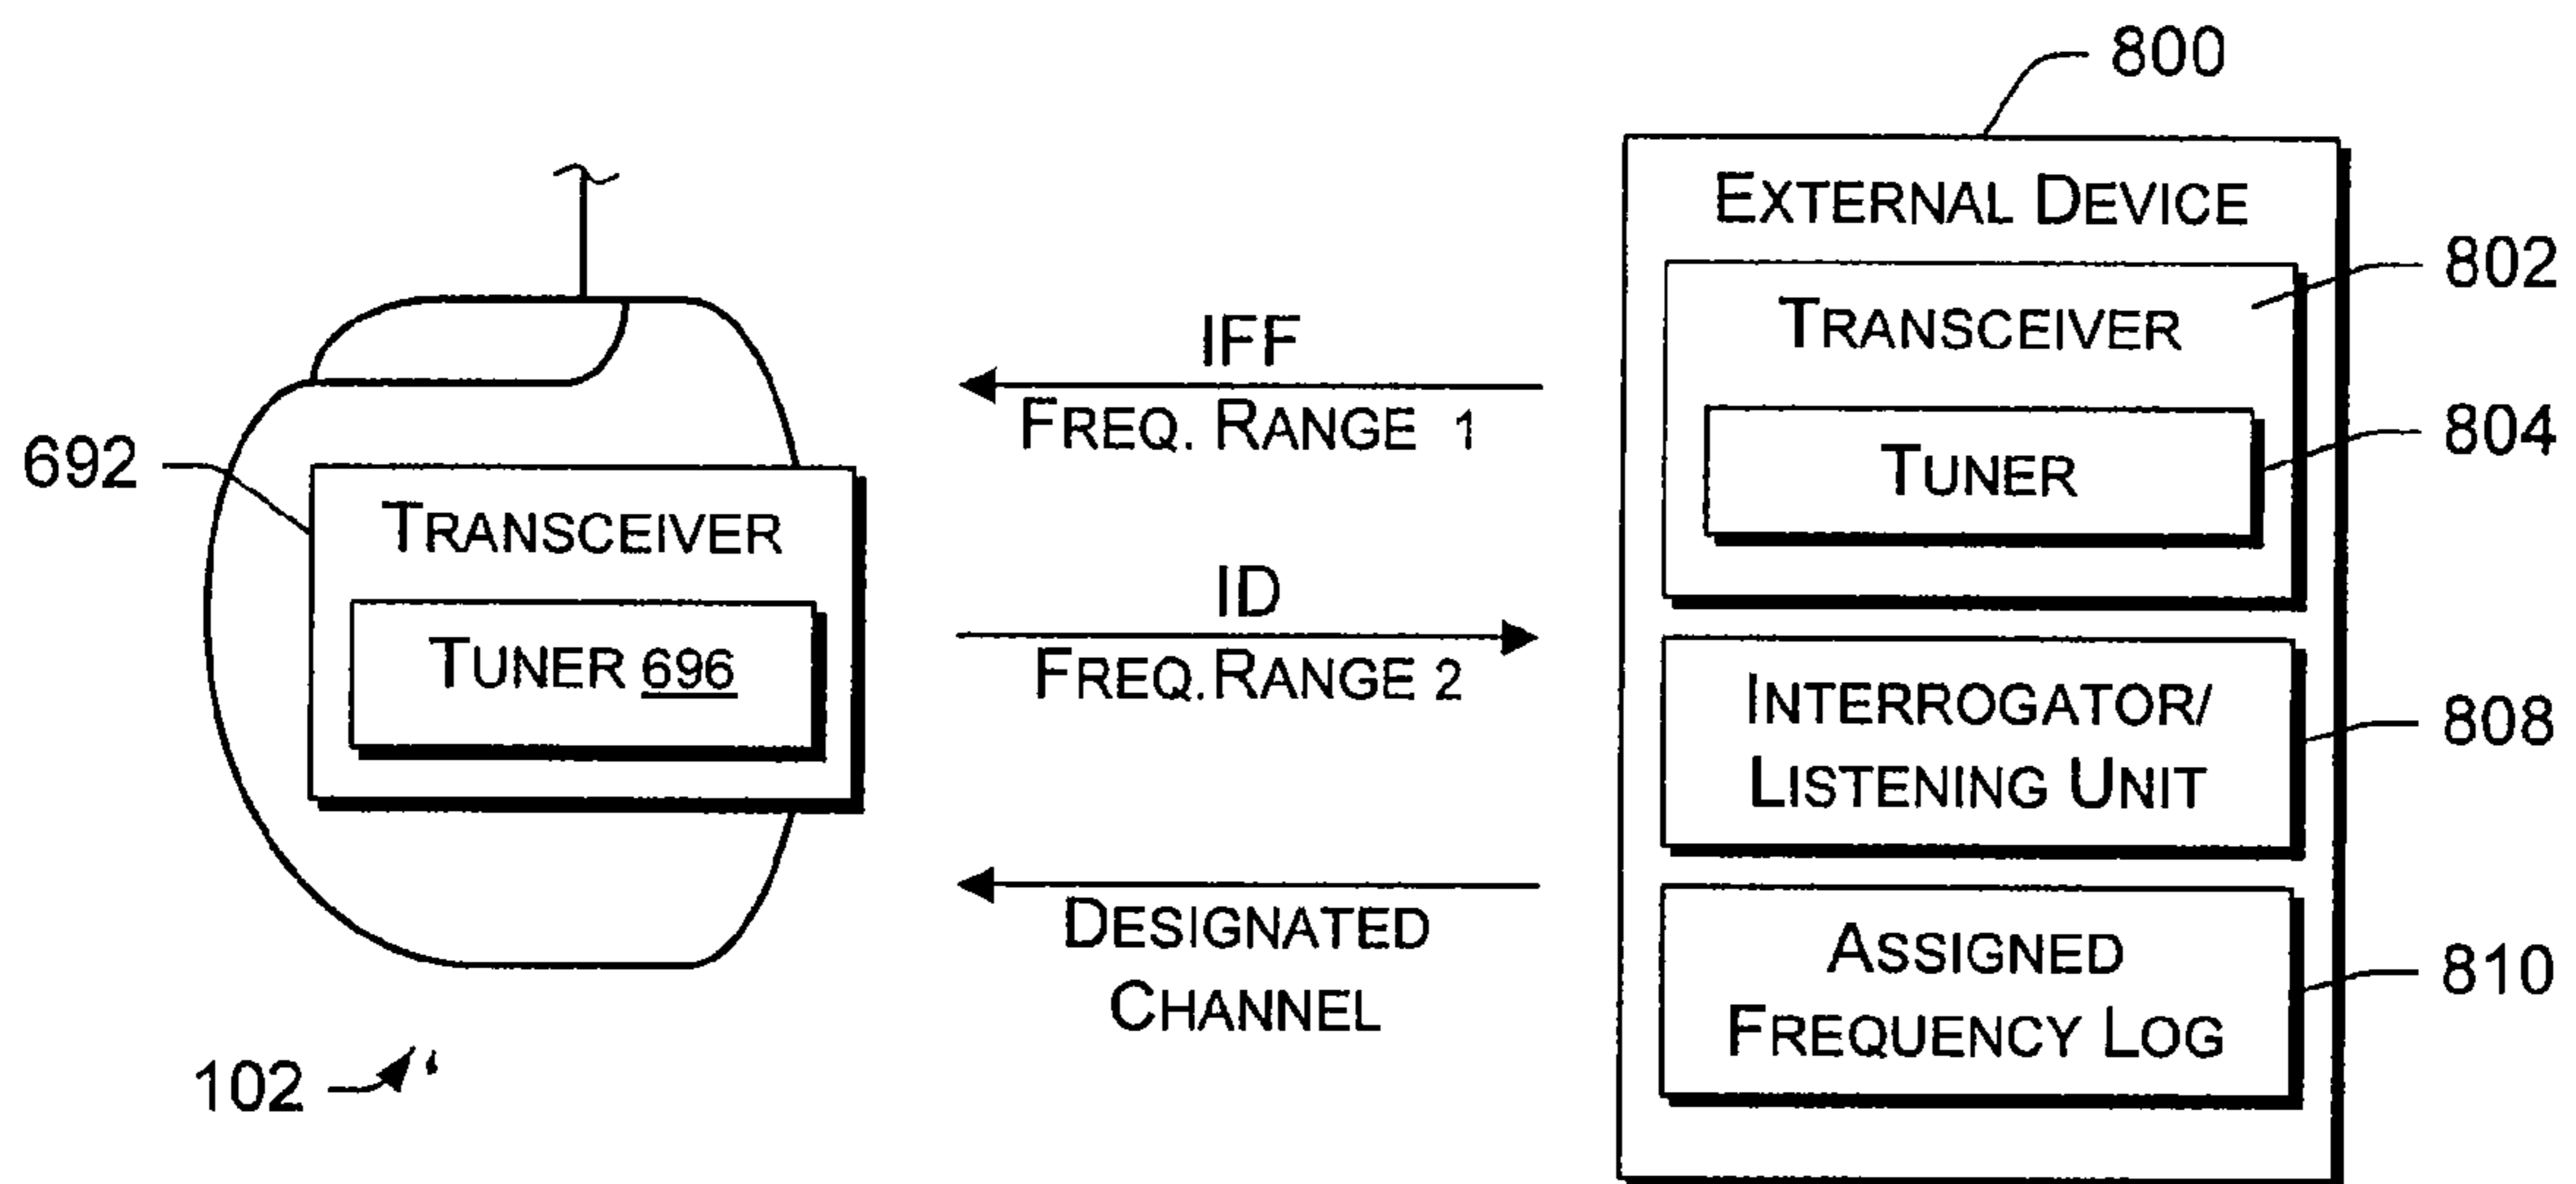 800
EXTERNAL DEVICE
802
TRANSCEIVER
804
TUNER
IFF
FREQ. RANGE 1
692
TRANSCEIVER
TUNER 696
ID
FREQ. RANGE 2
INTERROGATOR/
LISTENING UNIT
808
DESIGNATED
CHANNEL
ASSIGNED
FREQUENCY LOG
810
102